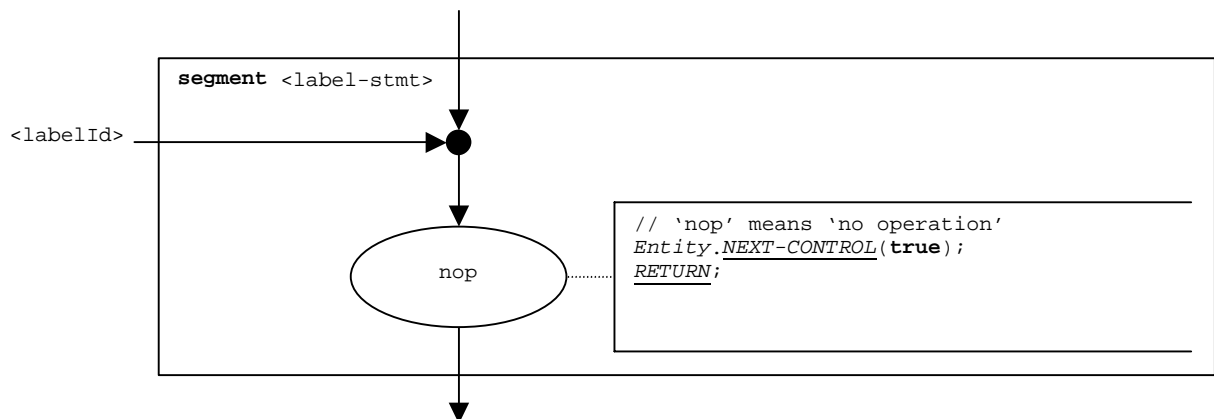 segment <label-stmt>
<labelId>
// ‘nop’ means ‘no operation’
Entity.NEXT-CONTROL(true);
RETURN;
nop